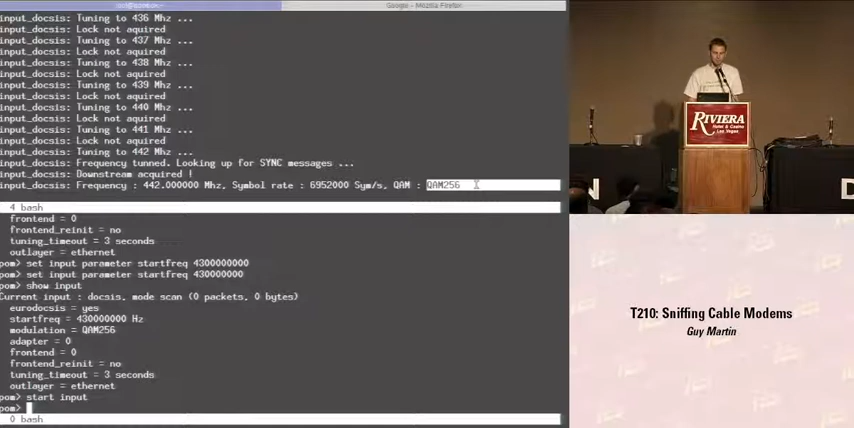 Google - Mozilla Firefox
input_docsis: Tuning to 436 Mhz ...
input_docsis: Lock not aquired
input_docsis: Tuning to 437 Mhz ...
input_docsis: Lock not aquired
input_docsis: Tuning to 438 Mhz ...
input_docsis: Lock not aquired
input_docsis: Tuning to 439 Mhz ...
input_docsis: Lock not aquired
input_docsis: Tuning to 440 Mhz ...
input_docsis: Lock not aquired
input_docsis: Tuning to 441 Mhz ...
input_docsis: Lock not aquired
input_docsis: Tuning to 442 Mhz ...
input_docsis: Frequency tunned. Looking up for SYNC messages ...
input_docsis: Downstream acquired !
input_docsis: Frequency : 442.000000 Mhz, Symbol rate : 6952000 Sym/s, QAM : QAM256
4 bash
frontend = 0
frontend_reinit = no
tuning_timeout = 3 seconds
outlayer = ethernet
pom> set input parameter startfreq 4300000000
pom> set input parameter startfreq 430000000
pom> show input
Current input : docsis, mode scan (0 packets, 0 bytes)
eurodocsis = yes
startfreq = 430000000 Hz
modulation = QAM256
adapter = 0
frontend = 0
frontend_reinit = no
tuning_timeout = 3 seconds
outlayer = ethernet
pom> start input
pom>
0 bash
RIVIERA
Hotel & Casino
Las Vegas
D
N
T210: Sniffing Cable Modems
Guy Martin